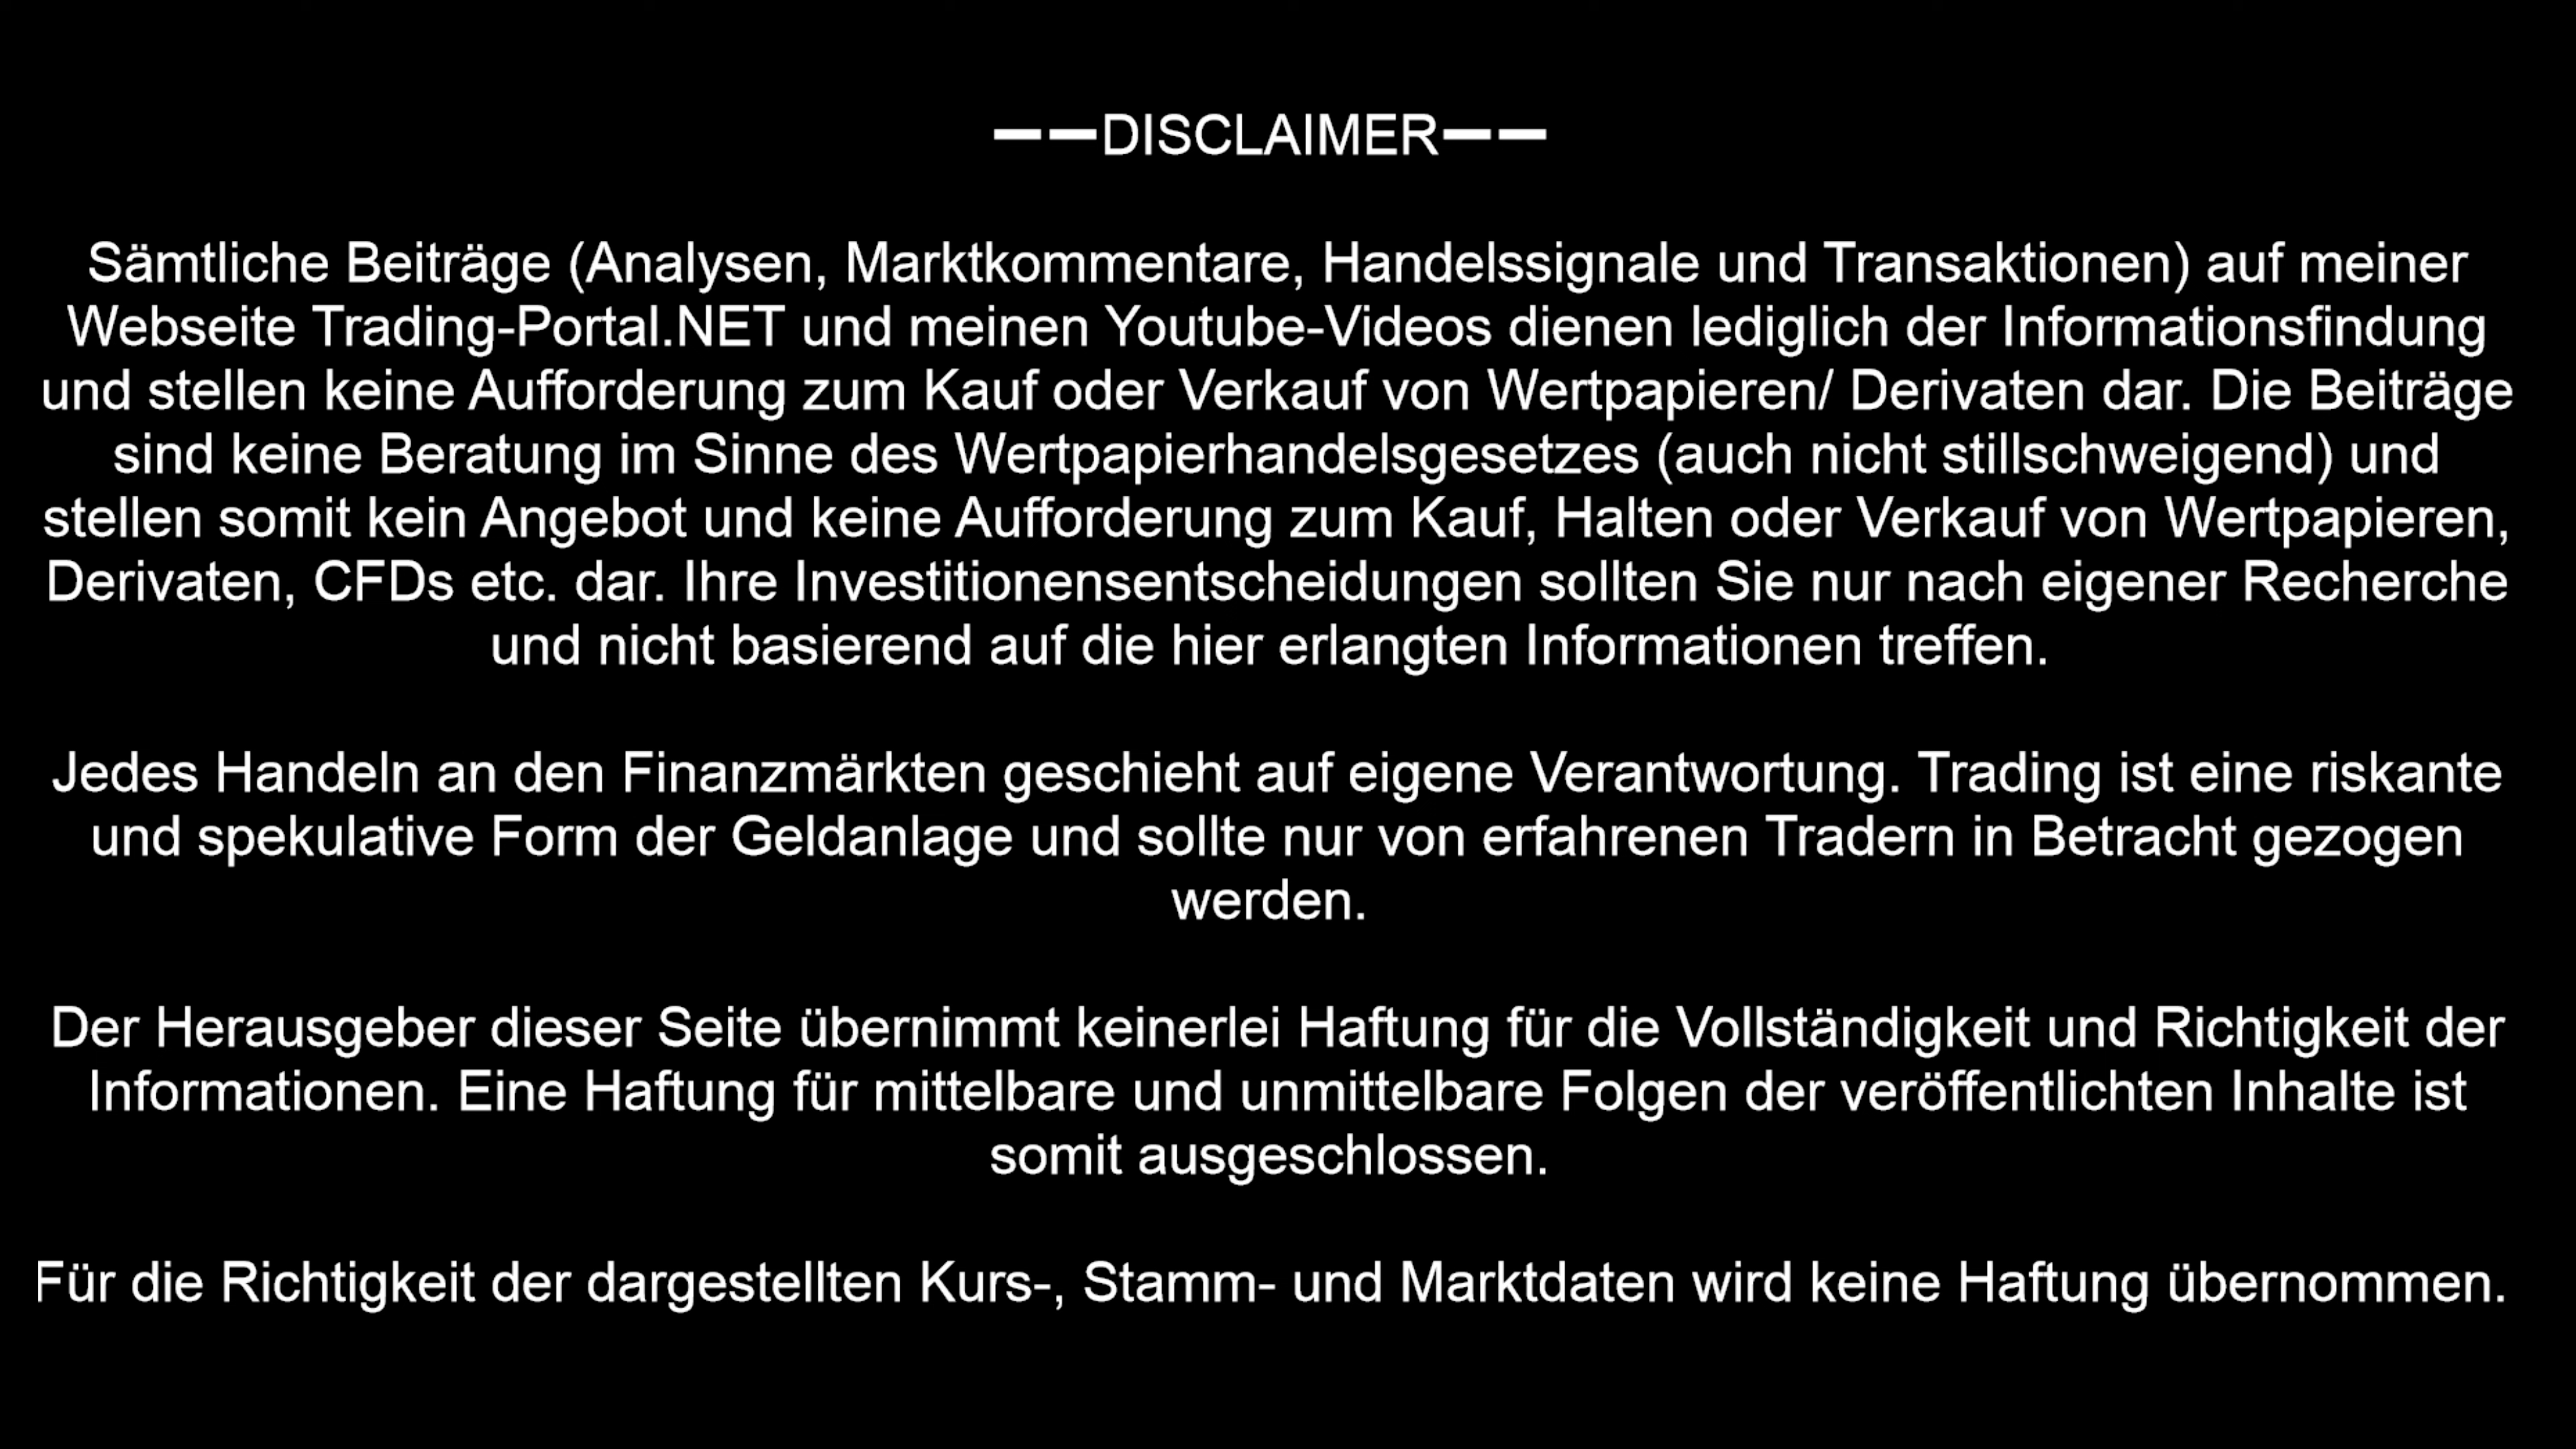 ——DISCLAIMER——
Sämtliche Beiträge (Analysen, Marktkommentare, Handelssignale und Transaktionen) auf meiner
Webseite Trading-Portal.NET und meinen Youtube-Videos dienen lediglich der Informationsfindung
und stellen keine Aufforderung zum Kauf oder Verkauf von Wertpapieren/ Derivaten dar. Die Beiträge
sind keine Beratung im Sinne des Wertpapierhandelsgesetzes (auch nicht stillschweigend) und
stellen somit kein Angebot und keine Aufforderung zum Kauf, Halten oder Verkauf von Wertpapieren,
Derivaten, CFDs etc. dar. Ihre Investitionensentscheidungen sollten Sie nur nach eigener Recherche
und nicht basierend auf die hier erlangten Informationen treffen.
Jedes Handeln an den Finanzmärkten geschieht auf eigene Verantwortung. Trading ist eine riskante
und spekulative Form der Geldanlage und sollte nur von erfahrenen Tradern in Betracht gezogen
werden.
Der Herausgeber dieser Seite übernimmt keinerlei Haftung für die Vollständigkeit und Richtigkeit der
Informationen. Eine Haftung für mittelbare und unmittelbare Folgen der veröffentlichten Inhalte ist
somit ausgeschlossen.
Für die Richtigkeit der dargestellten Kurs-, Stamm- und Marktdaten wird keine Haftung übernommen.